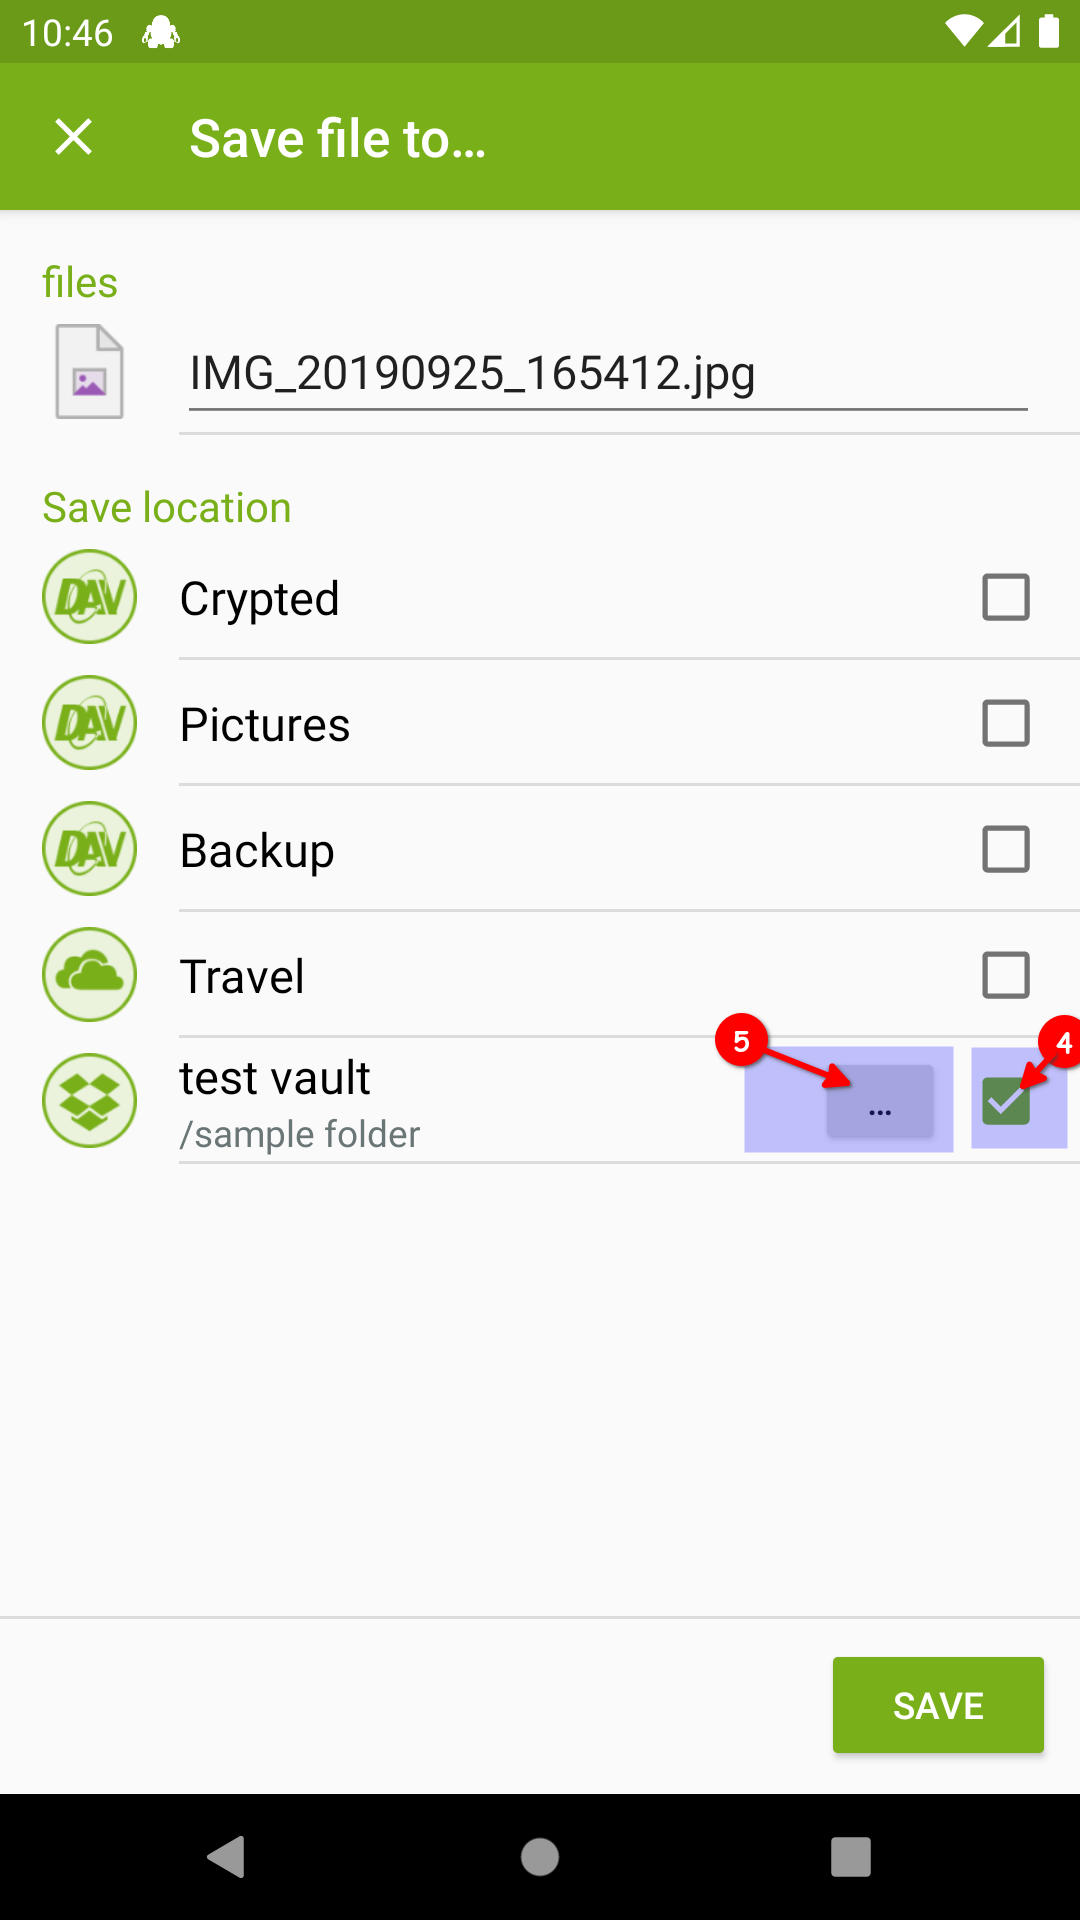 10:46
Save file to...
files
IMG_20190925_165412.jpg
Save location
DAV Crypted
DAV Pictures
DAV Backup
Travel
5
4
test vault
...
/sample folder
SAVE